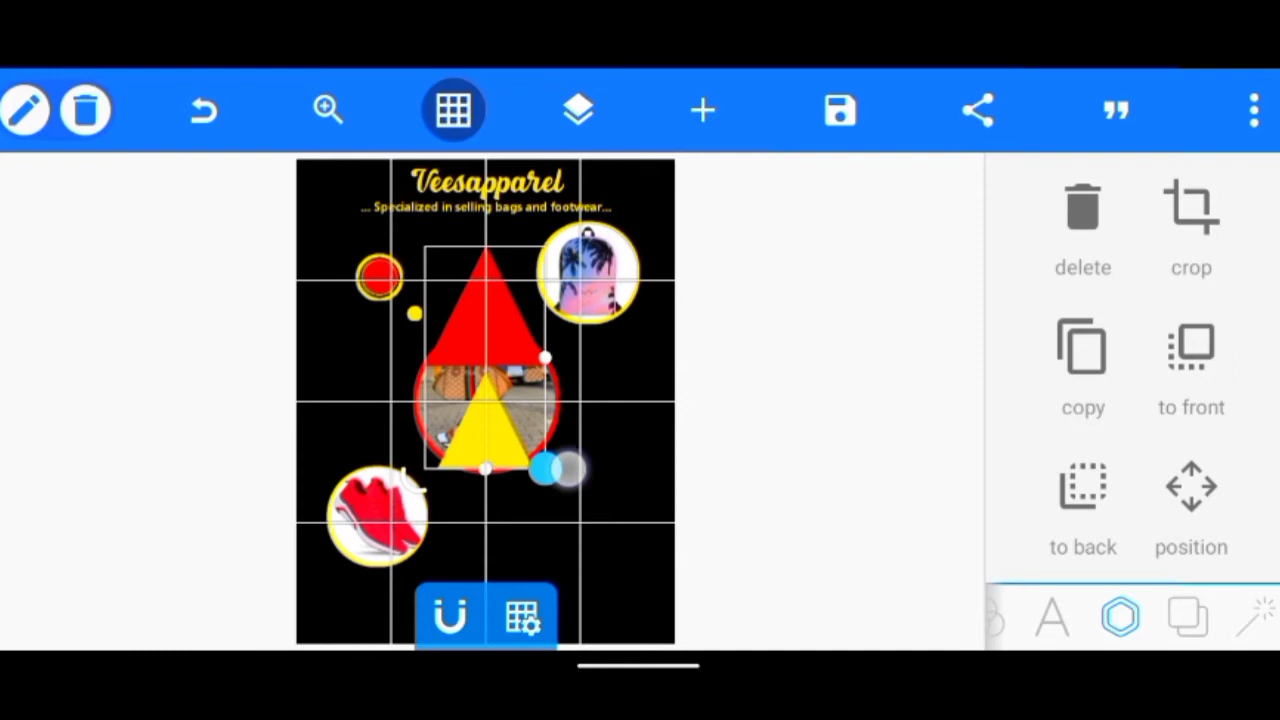 Veesapparel
... Specialized in selling bags and footwear...
delete
crop
copy
to front
to back
position